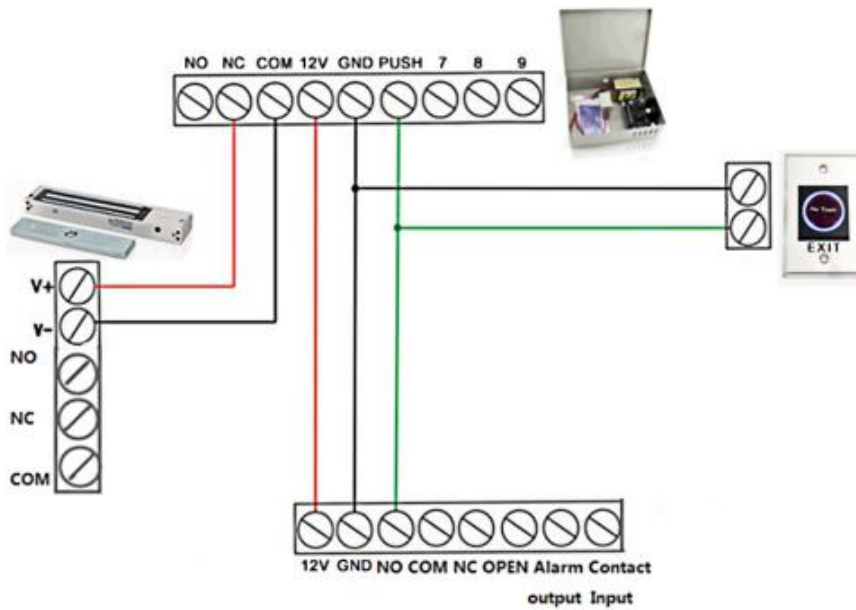 NO NC COM 12V GND PUSH 7 8 9
EXIT
V+
V-
NO
NC
COM
12V GND NO COM NC OPEN Alarm Contact
output Input